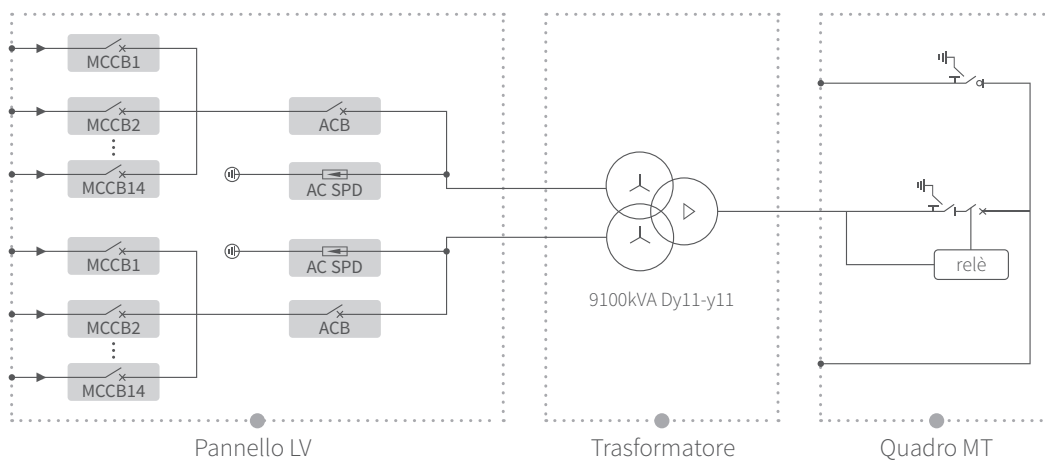 MCCB1
MCCB2
ACB
MCCB14
AC SPD
MCCB1
AC SPD
MCCB2
ACB
MCCB14
9100kVA Dy11-y11
relè
Pannello LV
Trasformatore
Quadro MT